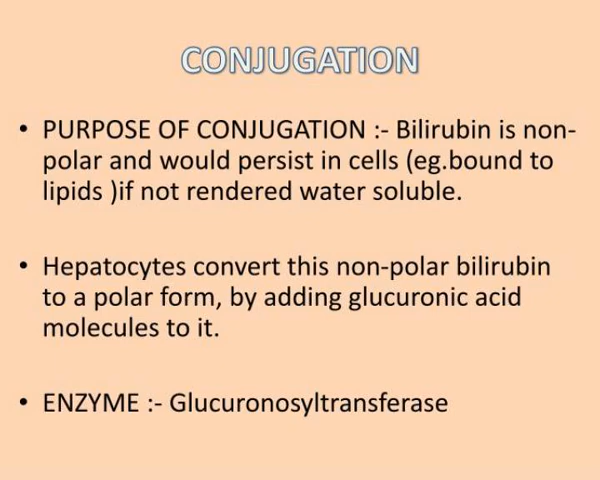 CONJUGATION
• PURPOSE OF CONJUGATION :- Bilirubin is non-
polar and would persist in cells (eg.bound to
lipids )if not rendered water soluble.
• Hepatocytes convert this non-polar bilirubin
to a polar form, by adding glucuronic acid
molecules to it.
• ENZYME :- Glucuronosyltransferase